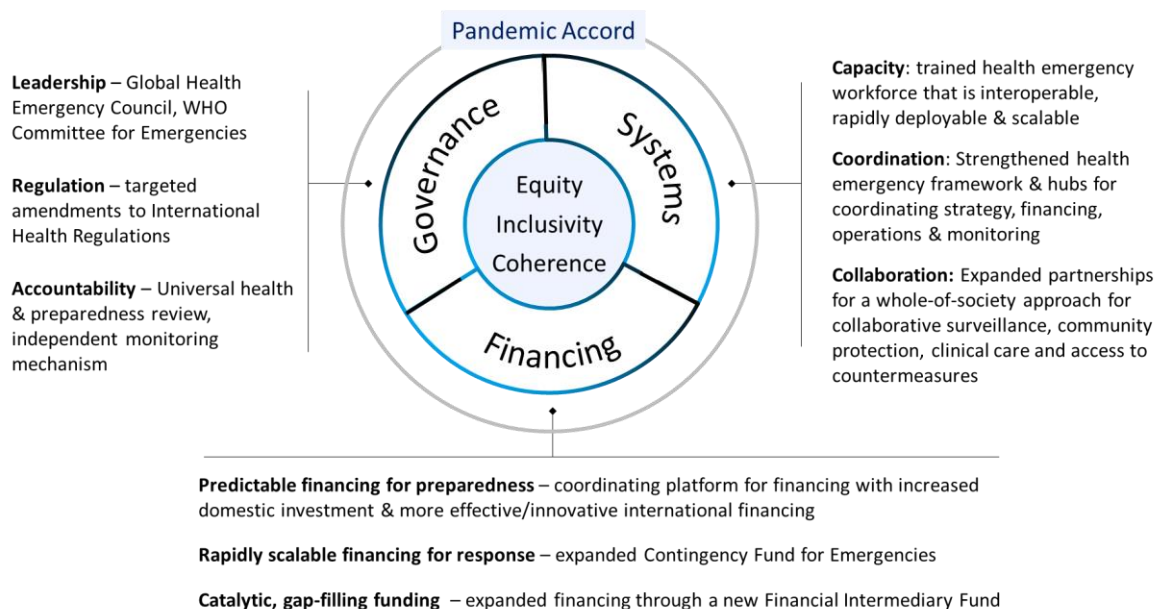 Pandemic Accord
Leadership – Global Health
Emergency Council, WHO
Committee for Emergencies
Regulation – targeted
amendments to International
Health Regulations
Accountability – Universal health
& preparedness review,
independent monitoring
mechanism
Governance
Systems
Financing
Equity
Inclusivity
Coherence
Capacity: trained health emergency
workforce that is interoperable,
rapidly deployable & scalable
Coordination: Strengthened health
emergency framework & hubs for
coordinating strategy, financing,
operations & monitoring
Collaboration: Expanded partnerships
for a whole-of-society approach for
collaborative surveillance, community
protection, clinical care and access to
countermeasures
Predictable financing for preparedness – coordinating platform for financing with increased
domestic investment & more effective/innovative international financing
Rapidly scalable financing for response – expanded Contingency Fund for Emergencies
Catalytic, gap-filling funding – expanded financing through a new Financial Intermediary Fund